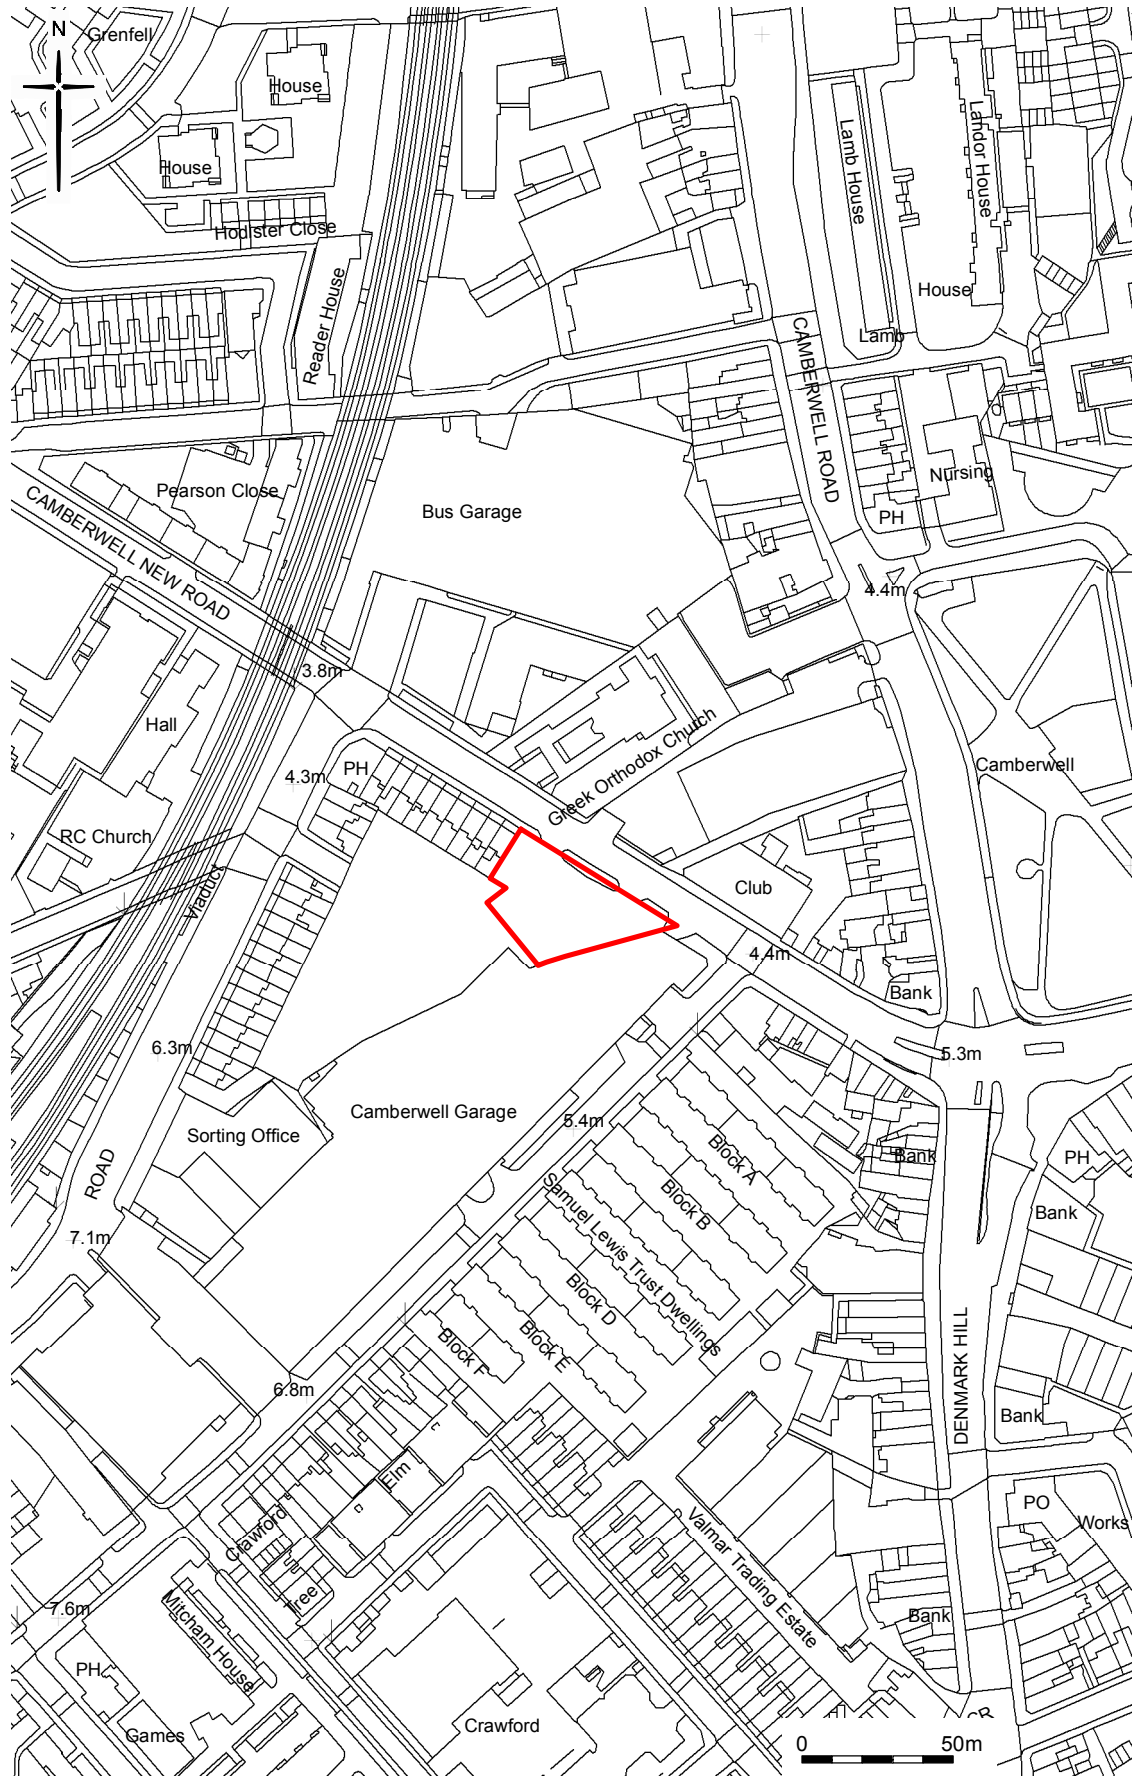 N
Grenfell
House
House
Hodister Close
Reader House
Lamb House
Landor House
House
Lamb
CAMBERWELL ROAD
Nursing
PH
4.4m
Pearson Close
CAMBERWELL NEW ROAD
Bus Garage
3.8m
Hall
4.3m
PH
Greek Orthodox Church
Camberwell
RC Church
Viaduct
Club
4.4m
Bank
5.3m
6.3m
Camberwell Garage
5.4m
Sorting Office
ROAD
7.1m
Block A
Block B
Samuel Lewis Trust Dwellings
Block D
Block E
Block F
Bank
PH
Bank
DENMARK HILL
6.8m
Bank
Elm
PO
Works
Crawford
Tree
Valmar Trading Estate
7.6m
Mitcham House
Bank
PH
Games
Crawford
0 50m